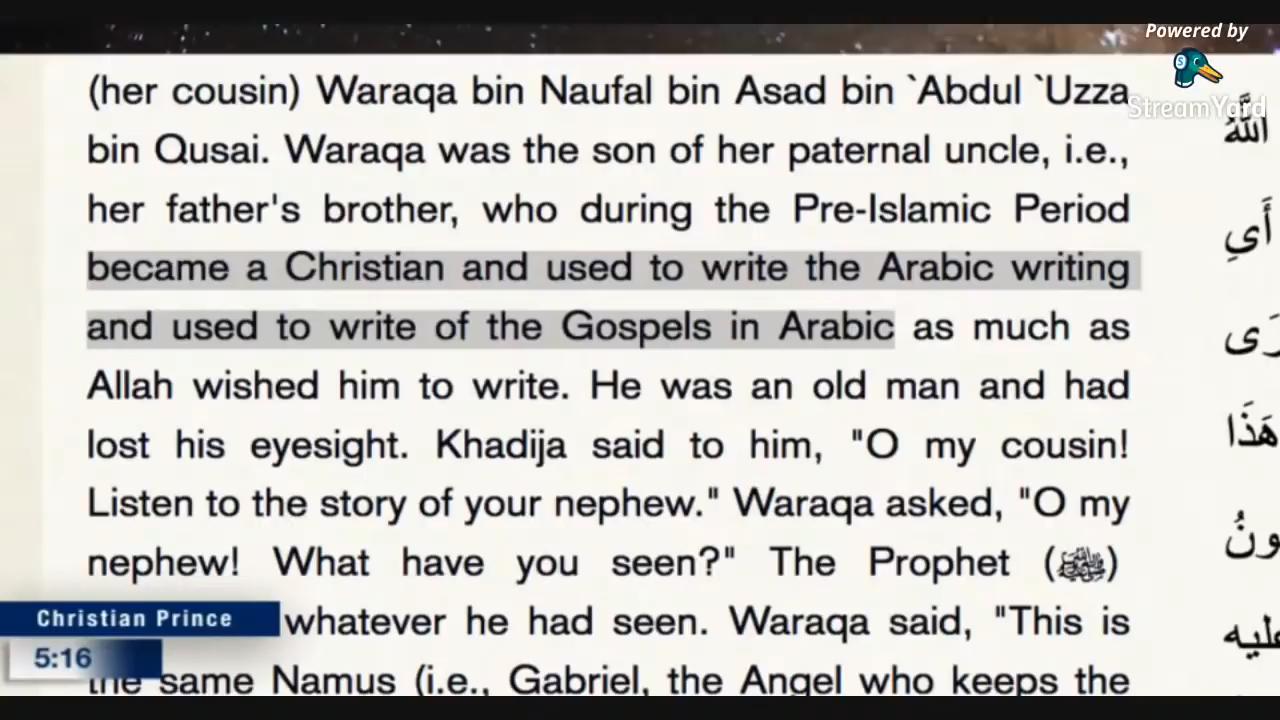 Powered by
StreamYard
(her cousin) Waraqa bin Naufal bin Asad bin `Abdul `Uzza
bin Qusai. Waraqa was the son of her paternal uncle, i.e.,
her father's brother, who during the Pre-Islamic Period
became a Christian and used to write the Arabic writing
and used to write of the Gospels in Arabic as much as
Allah wished him to write. He was an old man and had
lost his eyesight. Khadija said to him, "O my cousin!
Listen to the story of your nephew." Waraqa asked, "O my
nephew! What have you seen?" The Prophet (ﷺ)
whatever he had seen. Waraqa said, "This is
the same Namus (i.e., Gabriel, the Angel who keeps the
اللَّهُ
أَىِ
هَذَا
عليه
Christian Prince
5:16